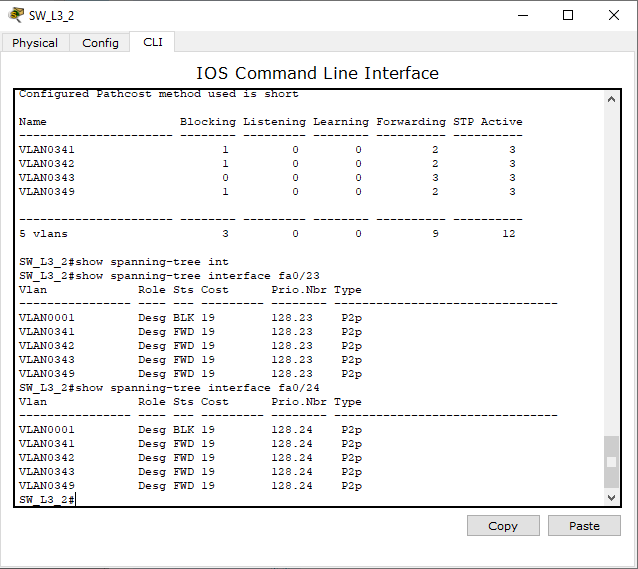 SW_L3_2
Physical Config CLI
IOS Command Line Interface
Configured Pathcost method used is short
Name                   Blocking Listening Learning Forwarding STP Active
---------------------- -------- --------- -------- ---------- ----------
VLAN0341                     1         0        0          2          3
VLAN0342                     1         0        0          2          3
VLAN0343                     0         0        0          3          3
VLAN0349                     1         0        0          2          3
---------------------- -------- --------- -------- ---------- ----------
5 vlans                      3         0        0          9         12
SW_L3_2#show spanning-tree int
SW_L3_2#show spanning-tree interface fa0/23
Vlan             Role Sts Cost      Prio.Nbr Type
---------------- ---- --- --------- -------- --------------------------------
VLAN0001         Desg BLK 19        128.23   P2p
VLAN0341         Desg FWD 19        128.23   P2p
VLAN0342         Desg FWD 19        128.23   P2p
VLAN0343         Desg FWD 19        128.23   P2p
VLAN0349         Desg FWD 19        128.23   P2p
SW_L3_2#show spanning-tree interface fa0/24
Vlan             Role Sts Cost      Prio.Nbr Type
---------------- ---- --- --------- -------- --------------------------------
VLAN0001         Desg BLK 19        128.24   P2p
VLAN0341         Desg FWD 19        128.24   P2p
VLAN0342         Desg FWD 19        128.24   P2p
VLAN0343         Desg FWD 19        128.24   P2p
VLAN0349         Desg FWD 19        128.24   P2p
SW_L3_2#
Copy Paste